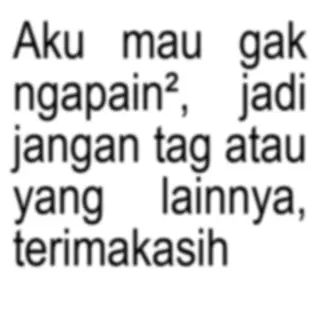 Aku mau gak
ngapain², jadi
jangan tag atau
yang lainnya,
terimakasih